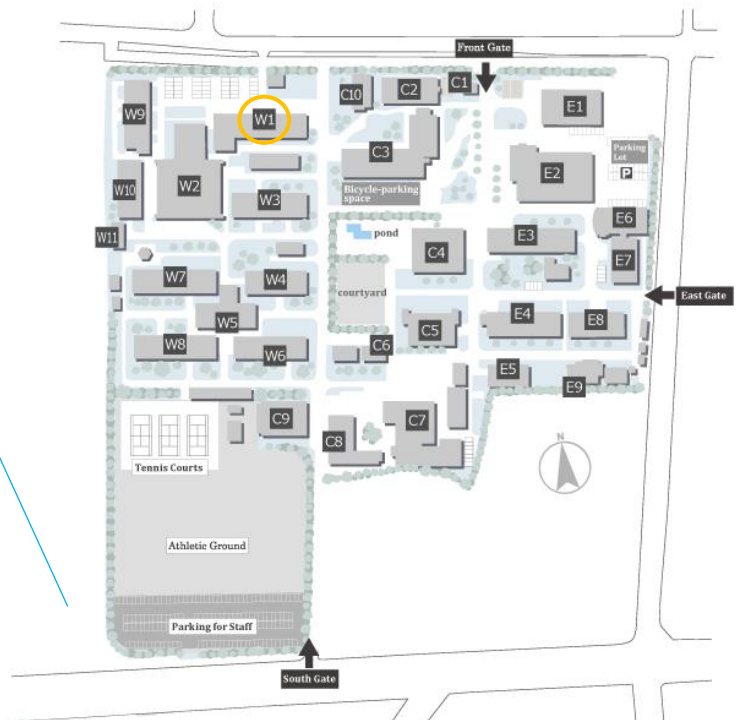 Front Gate
C1
C2
C10
W9
E1
W1
C3
Parking
Lot
P
E2
W10
W2
Bicycle-parking
space
W3
E6
W11
pond
E3
C4
E7
W7
W4
courtyard
East Gate
W5
E4
E8
C5
W8
W6
C6
E5
E9
C9
C7
C8
N
Tennis Courts
Athletic Ground
Parking for Staff
South Gate